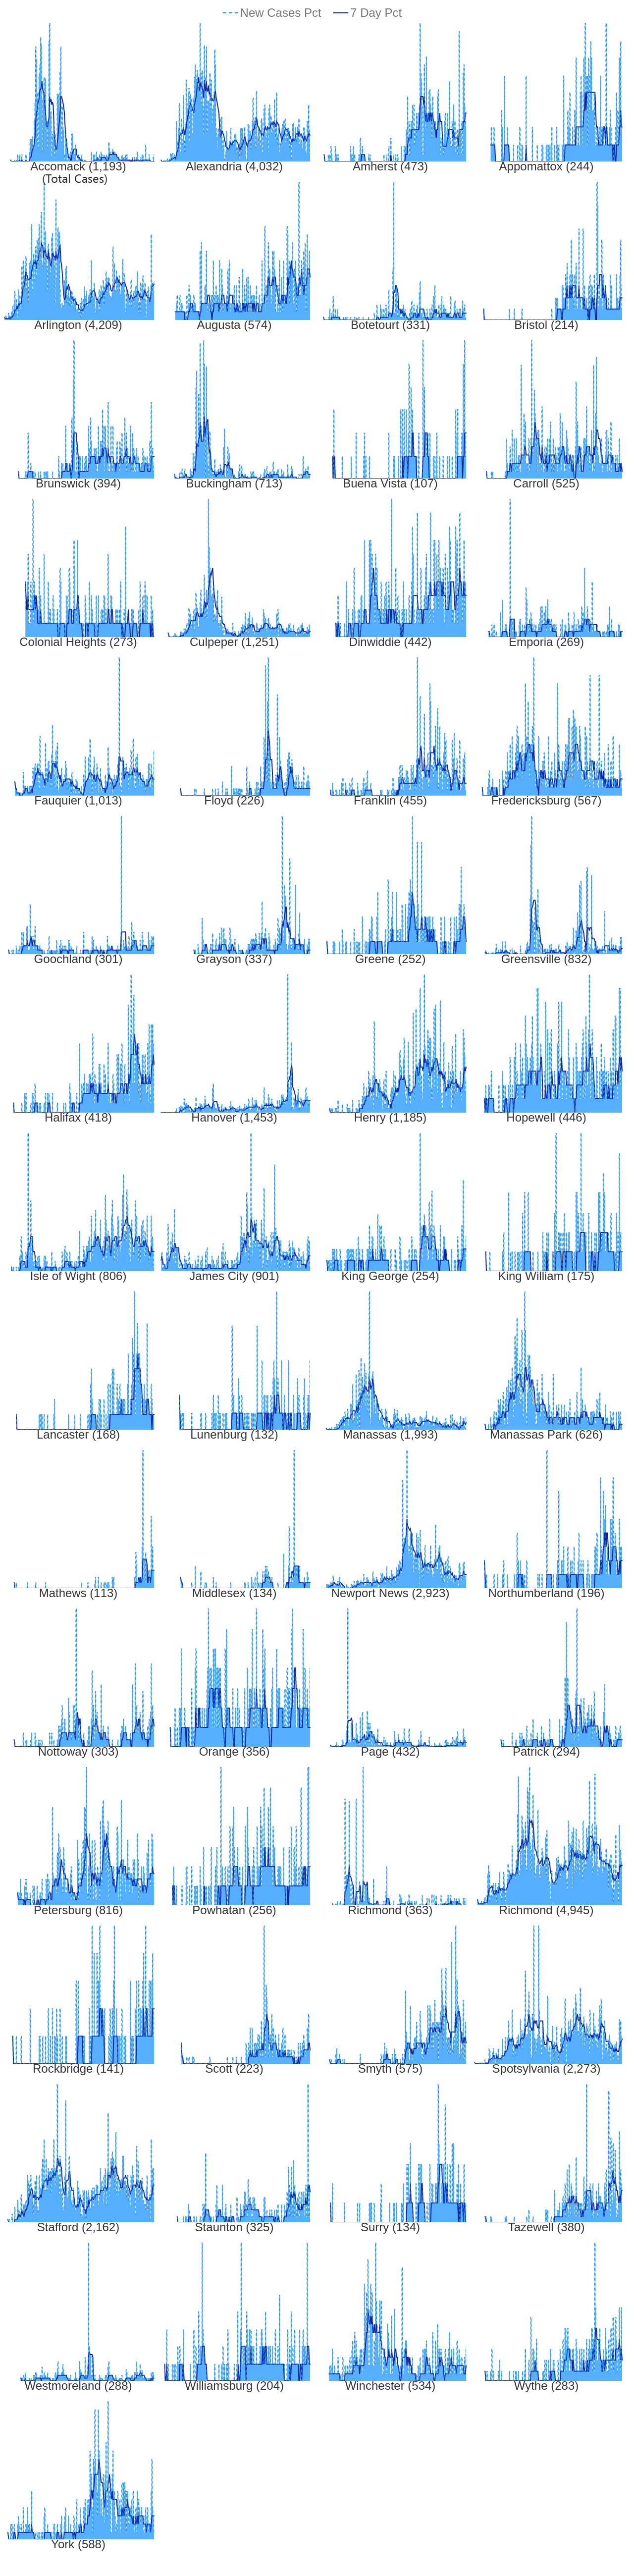 New Cases Pct 7 Day Pct
Accomack (1,193) Alexandria (4,032) Amherst (473) Appomattox (244)
(Total Cases)
Arlington (4,209) Augusta (574) Botetourt (331) Bristol (214)
Brunswick (394) Buckingham (713) Buena Vista (107) Carroll (525)
Colonial Heights (273) Culpeper (1,251) Dinwiddie (442) Emporia (269)
Fauquier (1,013) Floyd (226) Franklin (455) Fredericksburg (567)
Goochland (301) Grayson (337) Greene (252) Greensville (832)
Halifax (418) Hanover (1,453) Henry (1,185) Hopewell (446)
Isle of Wight (806) James City (901) King George (254) King William (175)
Lancaster (168) Lunenburg (132) Manassas (1,993) Manassas Park (626)
Mathews (113) Middlesex (134) Newport News (2,923) Northumberland (196)
Nottoway (303) Orange (356) Page (432) Patrick (294)
Petersburg (816) Powhatan (256) Richmond (363) Richmond (4,945)
Rockbridge (141) Scott (223) Smyth (575) Spotsylvania (2,273)
Stafford (2,162) Staunton (325) Surry (134) Tazewell (380)
Westmoreland (288) Williamsburg (204) Winchester (534) Wythe (283)
York (588)